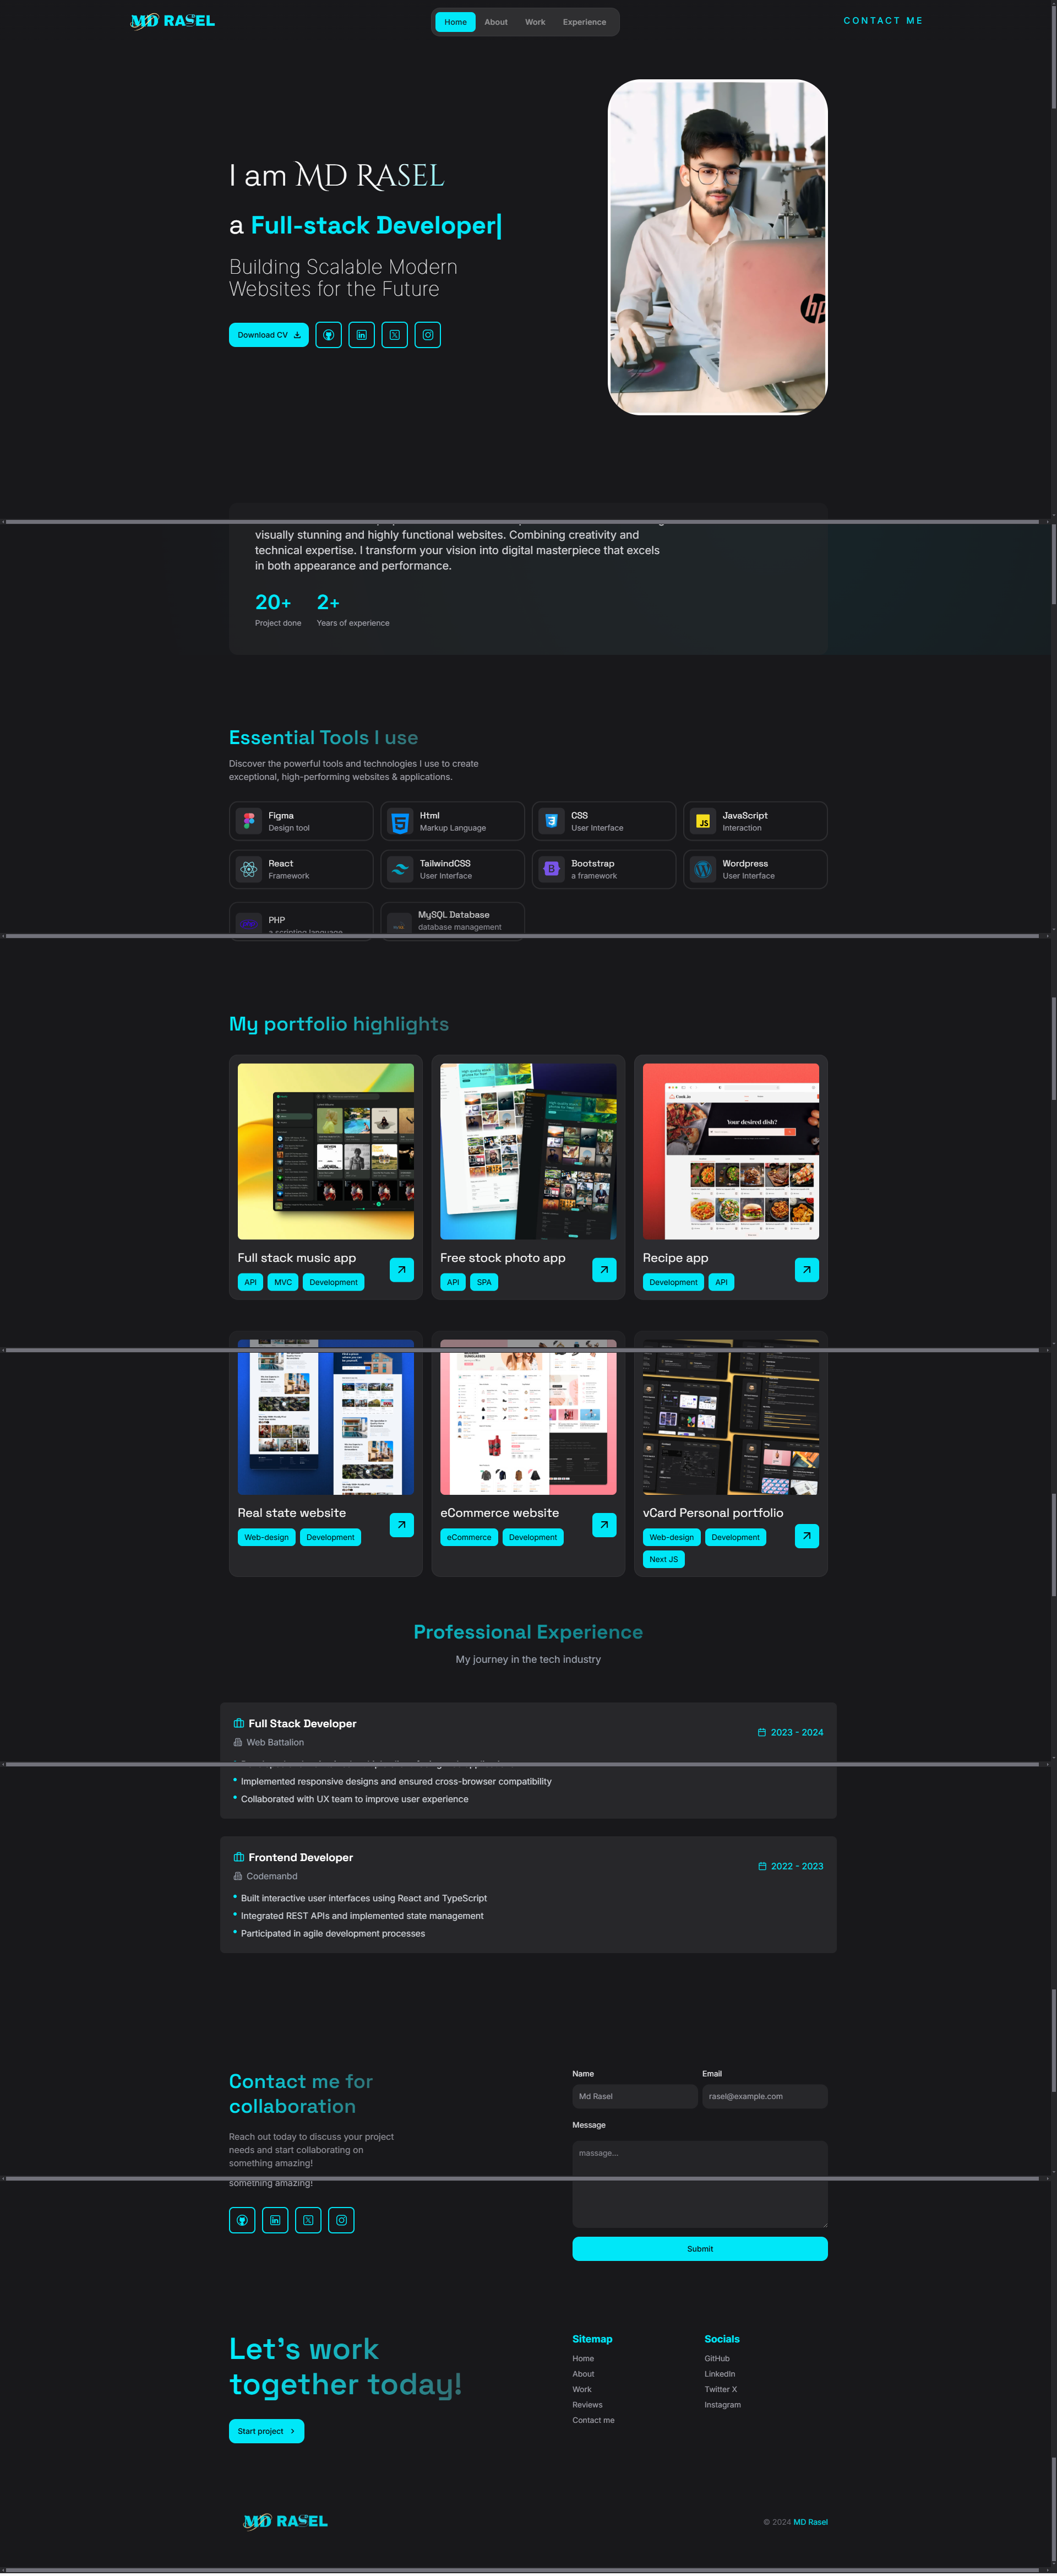 MD RASEL
Home About Work Experience
CONTACT ME
I am MD RASEL
a Full-stack Developer|
Building Scalable Modern
Websites for the Future
Download CV
hp
visually stunning and highly functional websites. Combining creativity and
technical expertise. I transform your vision into digital masterpiece that excels
in both appearance and performance.
20+ 2+
Project done Years of experience
Essential Tools I use
Discover the powerful tools and technologies I use to create
exceptional, high-performing websites & applications.
Figma
Design tool
Html
Markup Language
CSS
User Interface
JavaScript
Interaction
React
Framework
TailwindCSS
User Interface
Bootstrap
a framework
Wordpress
User Interface
PHP
a scripting language
MySQL Database
database management
My portfolio highlights
Cook.io
Your desired dish?
Full stack music app
API MVC Development
Free stock photo app
API SPA
Recipe app
Development API
Real state website
Web-design Development
eCommerce website
eCommerce Development
vCard Personal portfolio
Web-design Development
Next JS
Professional Experience
My journey in the tech industry
Full Stack Developer
Web Battalion
2023 - 2024
Implemented responsive designs and ensured cross-browser compatibility
Collaborated with UX team to improve user experience
Frontend Developer
Codemanbd
2022 - 2023
Built interactive user interfaces using React and TypeScript
Integrated REST APIs and implemented state management
Participated in agile development processes
Contact me for
collaboration
Reach out today to discuss your project
needs and start collaborating on
something amazing!
something amazing!
Name Email
Md Rasel rasel@example.com
Message
massage...
Submit
Let's work
together today!
Start project
Sitemap
Home
About
Work
Reviews
Contact me
Socials
GitHub
LinkedIn
Twitter X
Instagram
MD RASEL
© 2024 MD Rasel